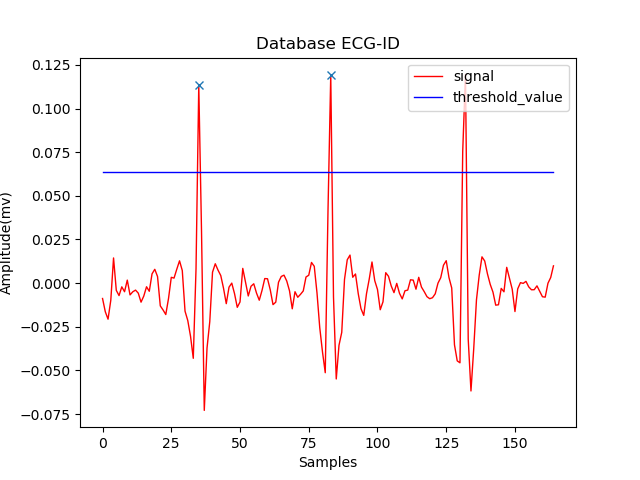 Database ECG-ID
signal
threshold_value
0.125
0.100
0.075
0.050
0.025
0.000
−0.025
−0.050
−0.075
Amplitude(mv)
0 25 50 75 100 125 150
Samples